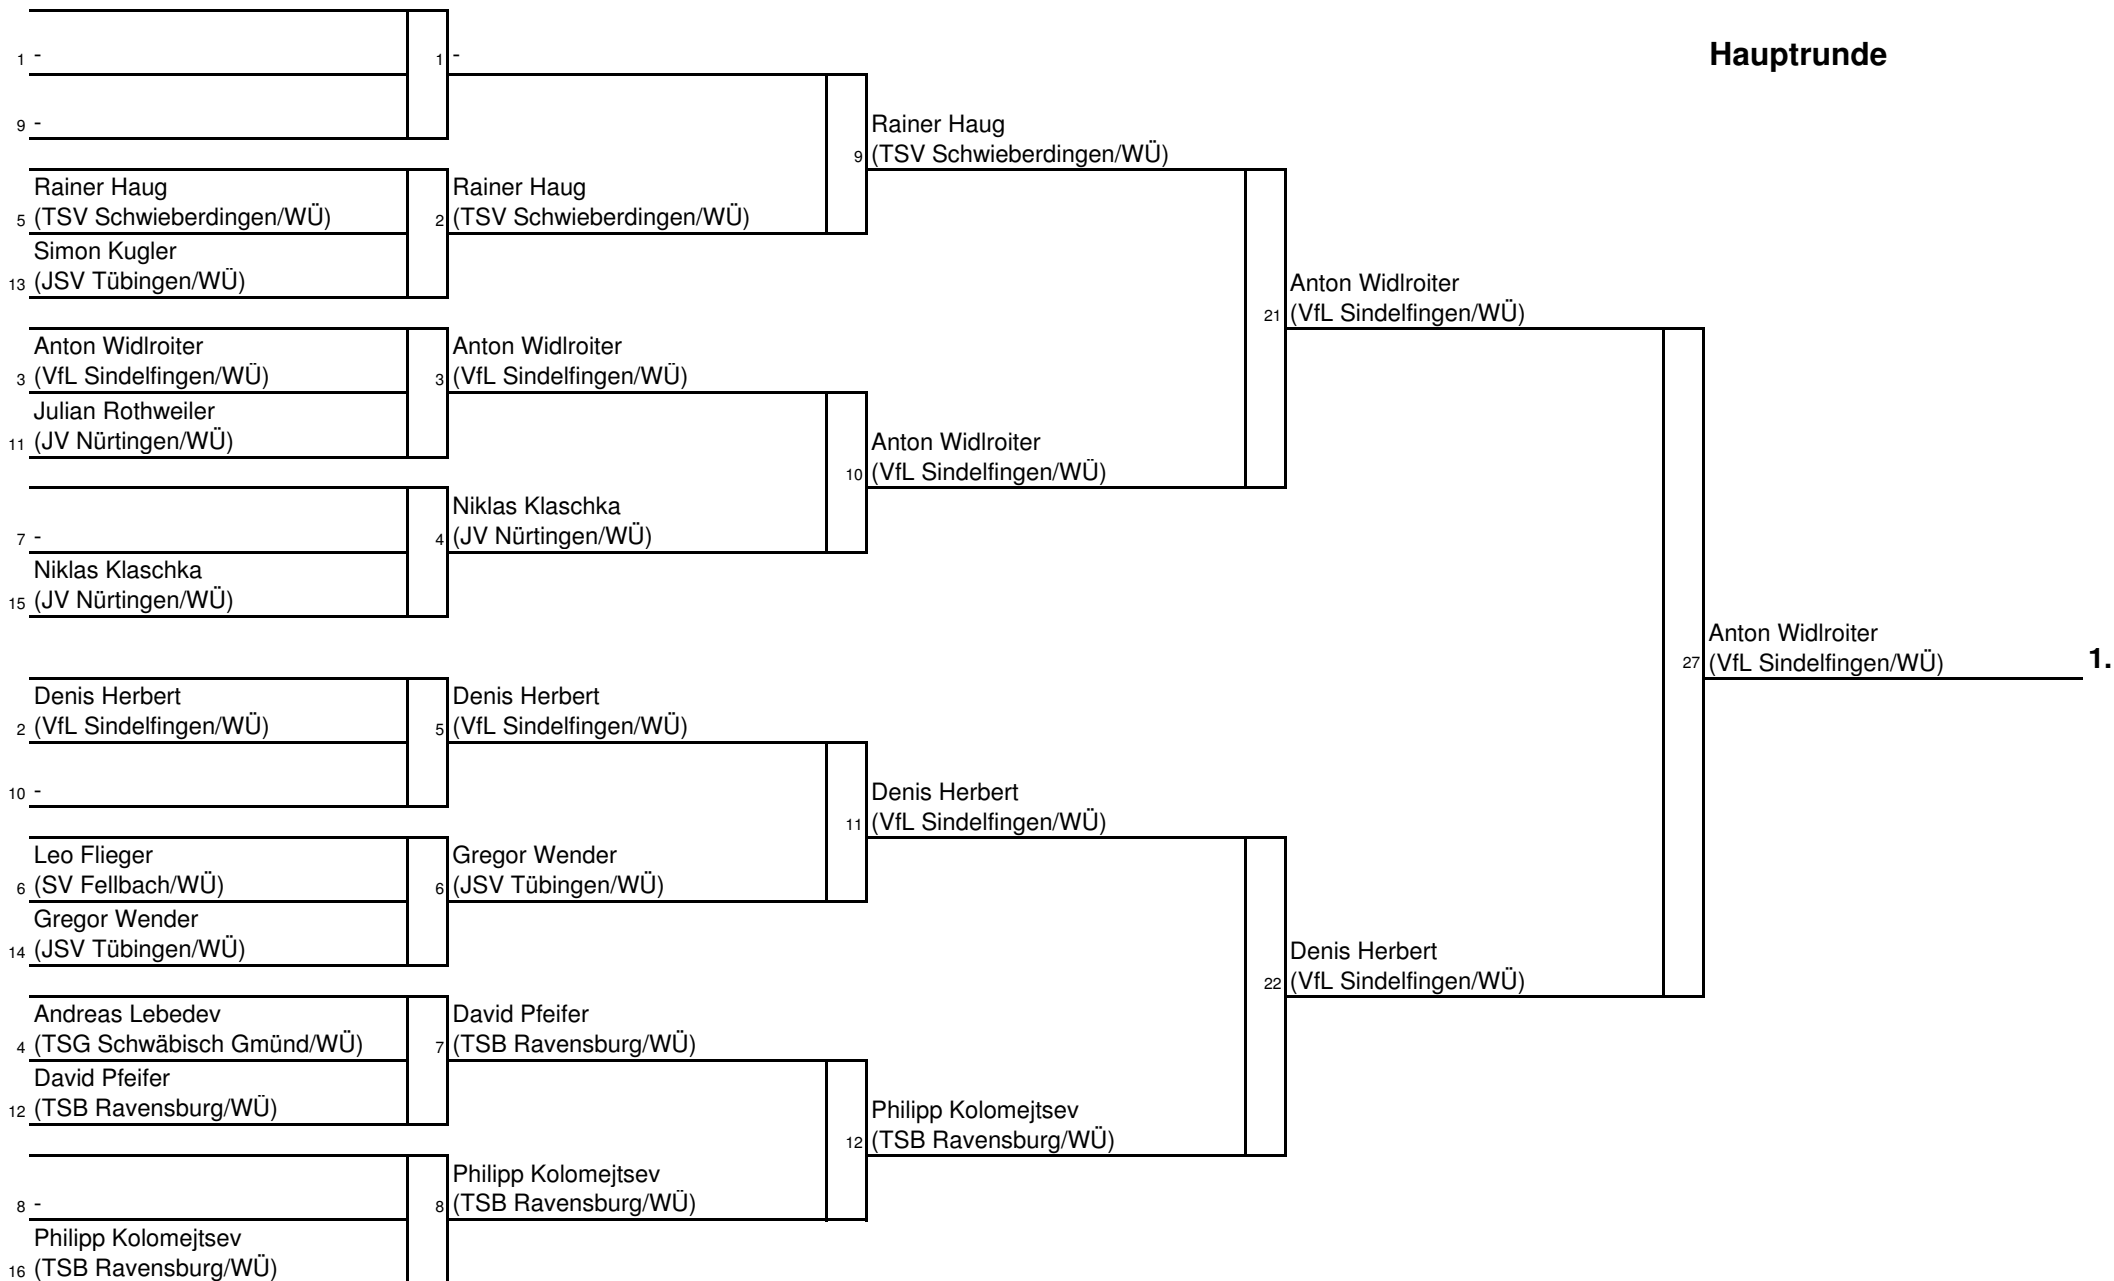 Hauptrunde
1 -
9 -
Rainer Haug
5 (TSV Schwieberdingen/WÜ)
Simon Kugler
13 (JSV Tübingen/WÜ)
Anton Widlroiter
3 (VfL Sindelfingen/WÜ)
Julian Rothweiler
11 (JV Nürtingen/WÜ)
7 -
Niklas Klaschka
15 (JV Nürtingen/WÜ)
Denis Herbert
2 (VfL Sindelfingen/WÜ)
10 -
Leo Flieger
6 (SV Fellbach/WÜ)
Gregor Wender
14 (JSV Tübingen/WÜ)
Andreas Lebedev
4 (TSG Schwäbisch Gmünd/WÜ)
David Pfeifer
12 (TSB Ravensburg/WÜ)
8 -
Philipp Kolomejtsev
16 (TSB Ravensburg/WÜ)
1 -
Rainer Haug
2 (TSV Schwieberdingen/WÜ)
Anton Widlroiter
3 (VfL Sindelfingen/WÜ)
Niklas Klaschka
4 (JV Nürtingen/WÜ)
Denis Herbert
5 (VfL Sindelfingen/WÜ)
Gregor Wender
6 (JSV Tübingen/WÜ)
David Pfeifer
7 (TSB Ravensburg/WÜ)
Philipp Kolomejtsev
8 (TSB Ravensburg/WÜ)
Rainer Haug
9 (TSV Schwieberdingen/WÜ)
Anton Widlroiter
10 (VfL Sindelfingen/WÜ)
Denis Herbert
11 (VfL Sindelfingen/WÜ)
Philipp Kolomejtsev
12 (TSB Ravensburg/WÜ)
Anton Widlroiter
21 (VfL Sindelfingen/WÜ)
Denis Herbert
22 (VfL Sindelfingen/WÜ)
Anton Widlroiter
27 (VfL Sindelfingen/WÜ) 1.